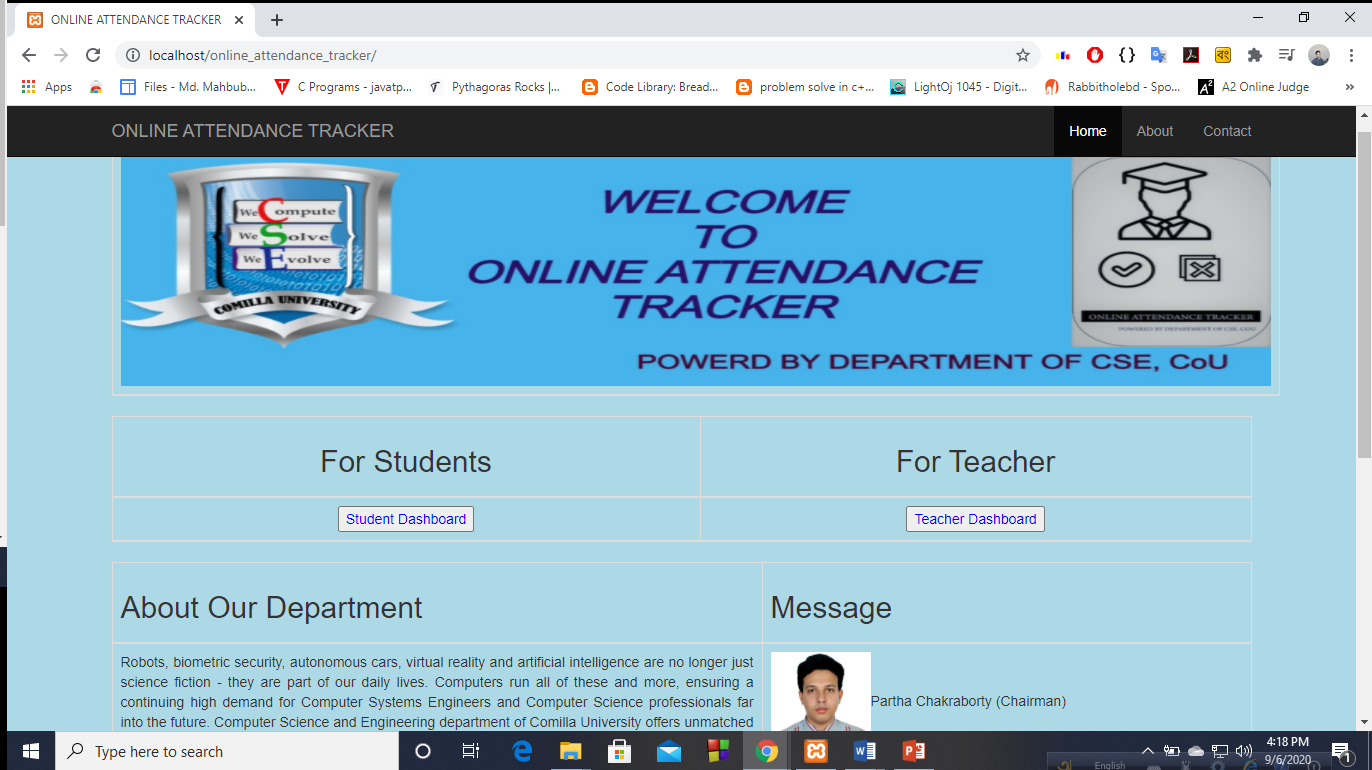 ONLINE ATTENDANCE TRACKER
localhost/online_attendance_tracker/
Apps
Files - Md. Mahbub...
C Programs - javatp...
Pythagoras Rocks |...
Code Library: Bread...
problem solve in c+...
LightOj 1045 - Digit...
Rabbitholebd - Spo...
A2 Online Judge
ONLINE ATTENDANCE TRACKER
Home
About
Contact
We Compute
We Solve
We Evolve
COMILLA UNIVERSITY
WELCOME
TO
ONLINE ATTENDANCE
TRACKER
POWERD BY DEPARTMENT OF CSE, CoU
ONLINE ATTENDANCE TRACKER
POWERED BY DEPARTMENT OF CSE, COU
For Students
For Teacher
Student Dashboard
Teacher Dashboard
About Our Department
Message
Robots, biometric security, autonomous cars, virtual reality and artificial intelligence are no longer just
science fiction - they are part of our daily lives. Computers run all of these and more, ensuring a
continuing high demand for Computer Systems Engineers and Computer Science professionals far
into the future. Computer Science and Engineering department of Comilla University offers unmatched
Partha Chakraborty (Chairman)
Type here to search
English
4:18 PM
9/6/2020